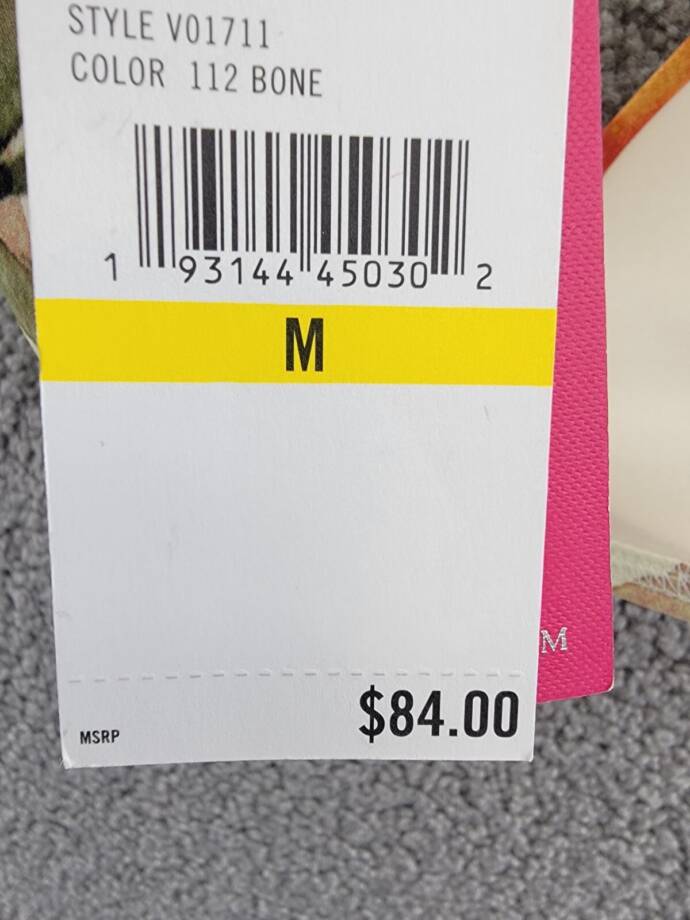 STYLE V01711
COLOR 112 BONE
1 93144 45030 2
M
M
MSRP $84.00